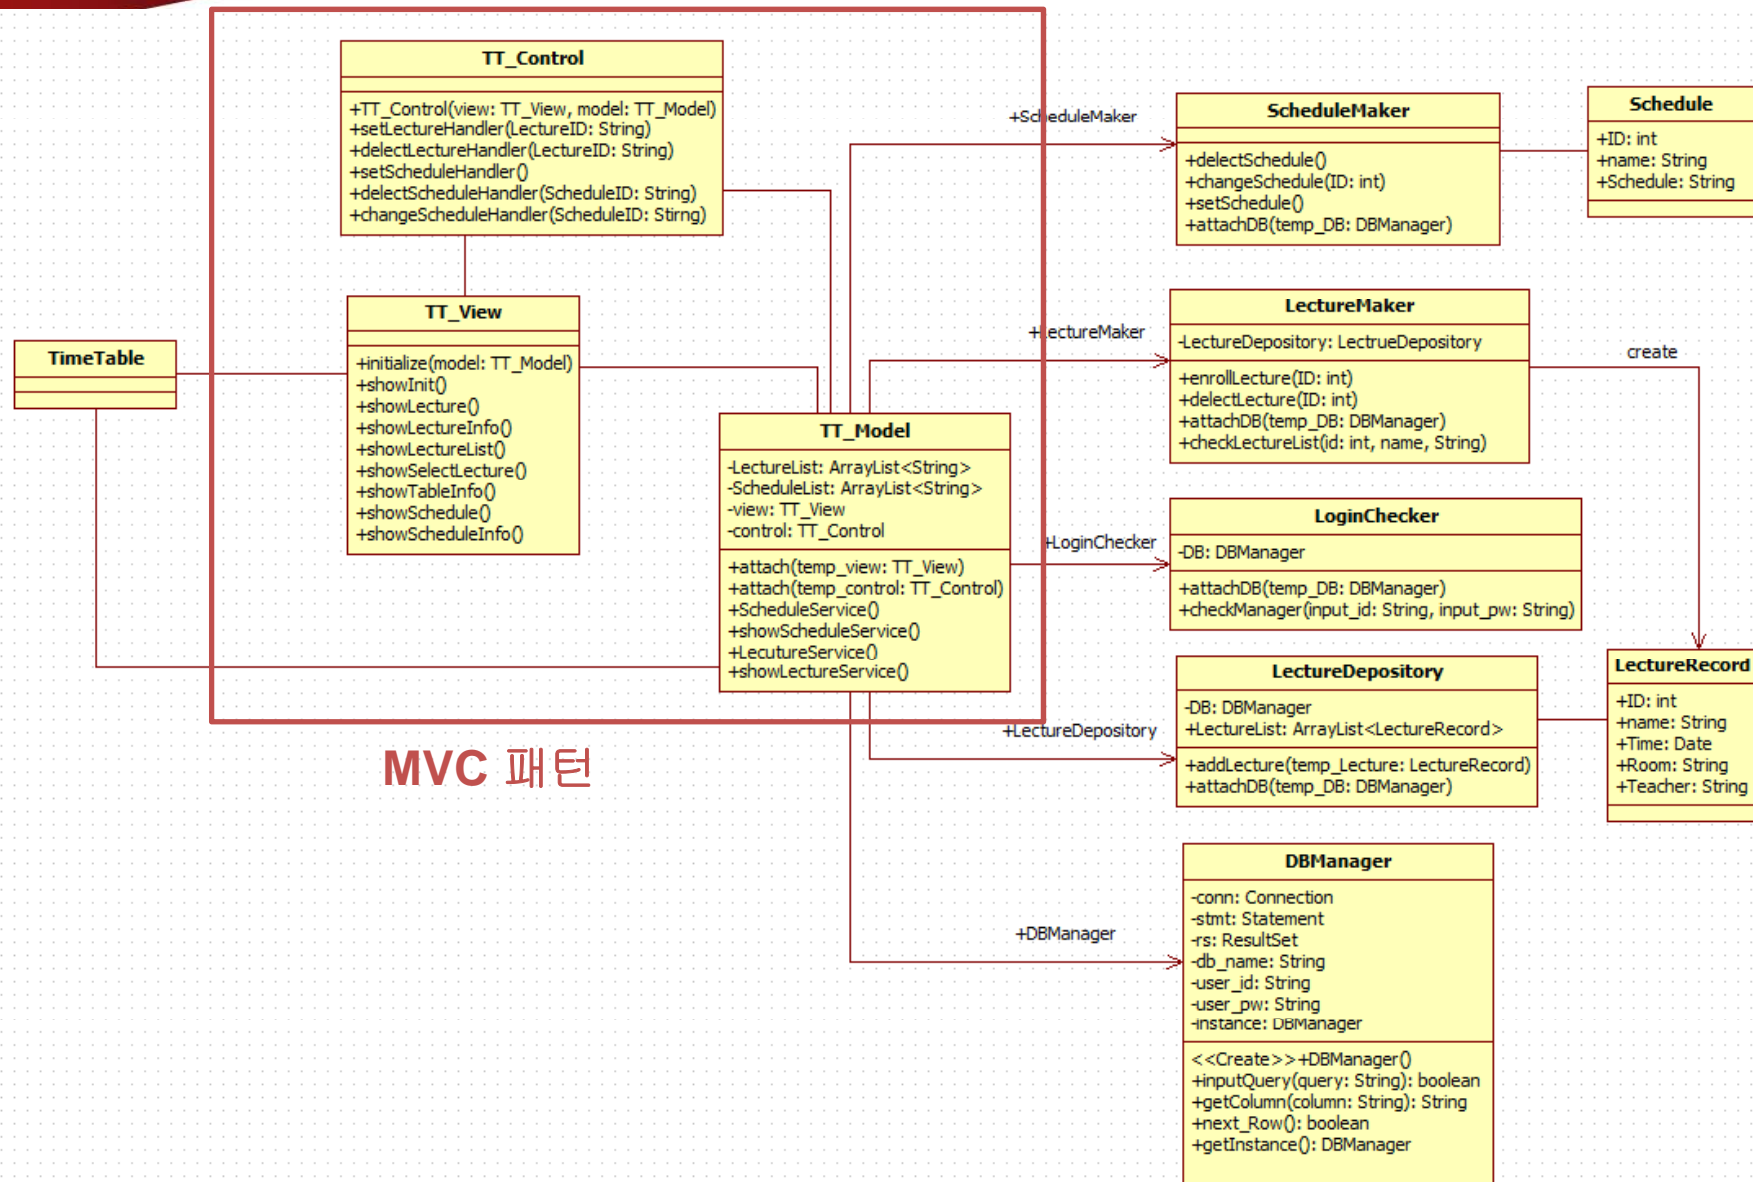 TT_Control
+TT_Control(view: TT_View, model: TT_Model)
+setLectureHandler(LectureID: String)
+delectLectureHandler(LectureID: String)
+setScheduleHandler()
+delectScheduleHandler(ScheduleID: String)
+changeScheduleHandler(ScheduleID: Stirng)
TT_View
+initialize(model: TT_Model)
+showInit()
+showLecture()
+showLectureInfo()
+showLectureList()
+showSelectLecture()
+showTableInfo()
+showSchedule()
+showScheduleInfo()
TimeTable
TT_Model
-LectureList: ArrayList<String>
-ScheduleList: ArrayList<String>
-view: TT_View
-control: TT_Control
+attach(temp_view: TT_View)
+attach(temp_control: TT_Control)
+ScheduleService()
+showScheduleService()
+LecutureService()
+showLectureService()
MVC 패턴
+ScheduleMaker
ScheduleMaker
+delectSchedule()
+changeSchedule(ID: int)
+setSchedule()
+attachDB(temp_DB: DBManager)
Schedule
+ID: int
+name: String
+Schedule: String
+LectureMaker
LectureMaker
-LectureDepository: LectrueDepository
+enrollLecture(ID: int)
+delectLecture(ID: int)
+attachDB(temp_DB: DBManager)
+checkLectureList(id: int, name, String)
create
+LoginChecker
LoginChecker
-DB: DBManager
+attachDB(temp_DB: DBManager)
+checkManager(input_id: String, input_pw: String)
+LectureDepository
LectureDepository
-DB: DBManager
+LectureList: ArrayList<LectureRecord>
+addLecture(temp_Lecture: LectureRecord)
+attachDB(temp_DB: DBManager)
LectureRecord
+ID: int
+name: String
+Time: Date
+Room: String
+Teacher: String
+DBManager
DBManager
-conn: Connection
-stmt: Statement
-rs: ResultSet
-db_name: String
-user_id: String
-user_pw: String
-instance: DBManager
<<Create>>+DBManager()
+inputQuery(query: String): boolean
+getColumn(column: String): String
+next_Row(): boolean
+getInstance(): DBManager